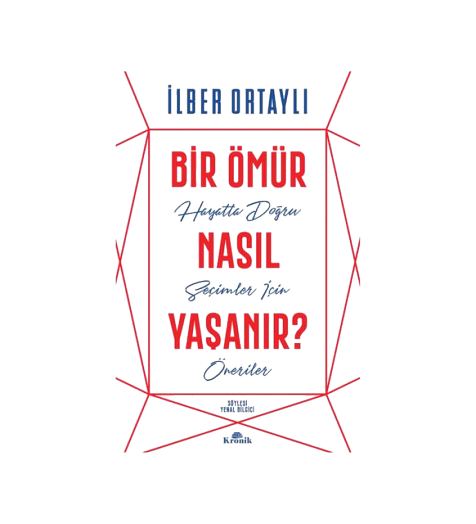 İLBER ORTAYLI
BİR ÖMÜR
Hayatta Doğru
NASIL
Seçimler İçin
YAŞANIR?
Öneriler
SÖYLEŞİ
YENAL BİLGİCİ
Kronik